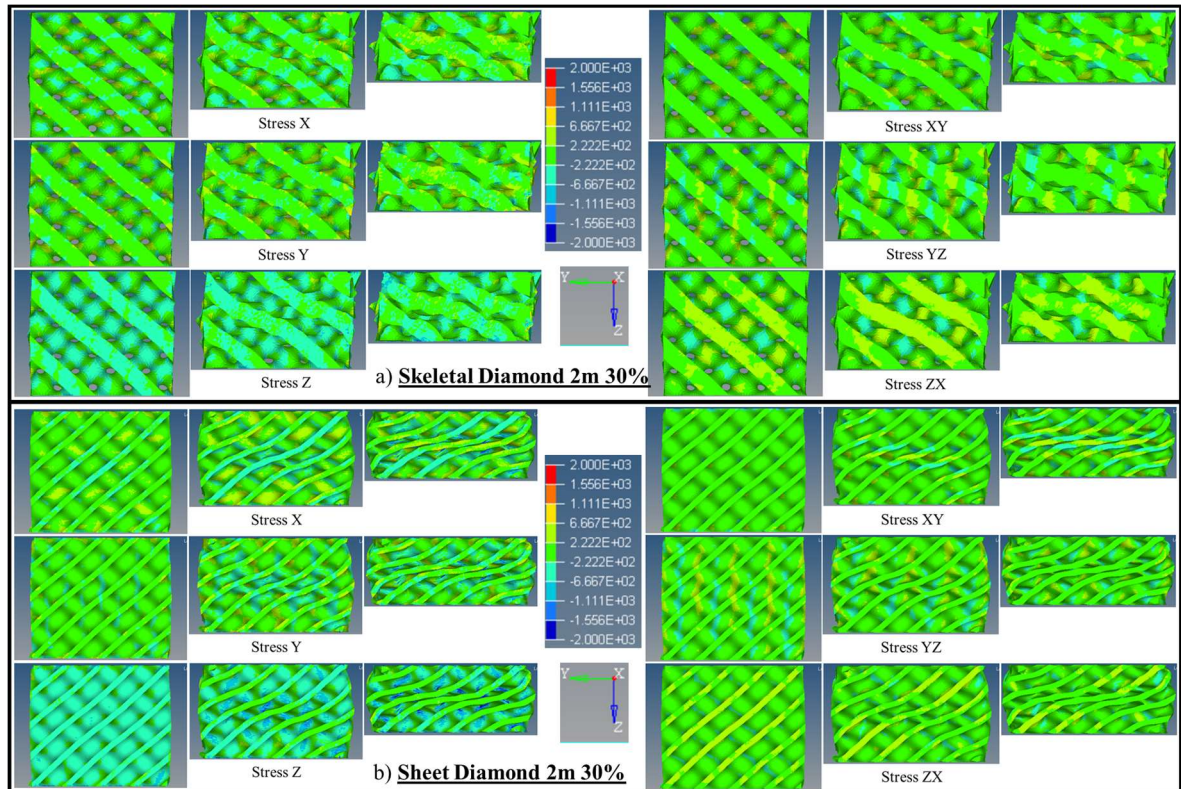 Stress X
Stress Y
Stress Z
2.000E+03
1.556E+03
1.111E+03
6.667E+02
2.222E+02
-2.222E+02
-6.667E+02
-1.111E+03
-1.556E+03
-2.000E+03
Y X
Z
Stress XY
Stress YZ
Stress ZX
a) Skeletal Diamond 2m 30%
Stress X
Stress Y
Stress Z
2.000E+03
1.556E+03
1.111E+03
6.667E+02
2.222E+02
-2.222E+02
-6.667E+02
-1.111E+03
-1.556E+03
-2.000E+03
Y X
Z
Stress XY
Stress YZ
Stress ZX
b) Sheet Diamond 2m 30%